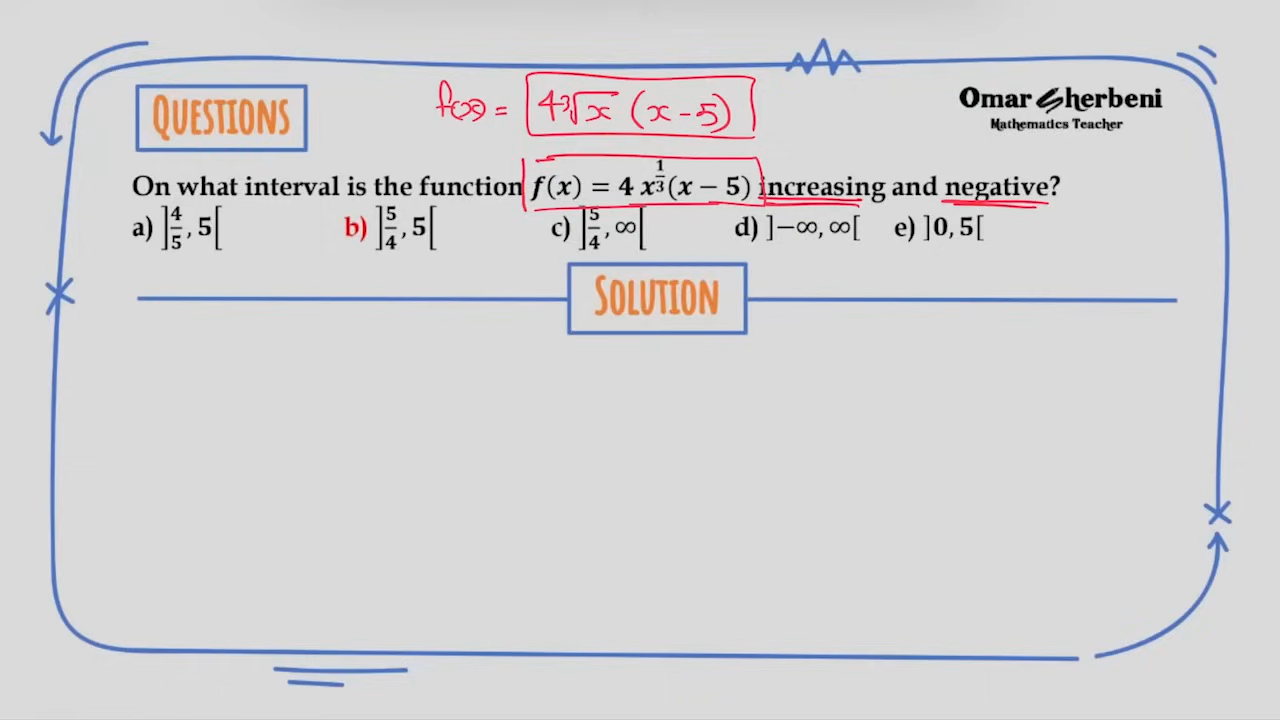 f(x) = 4 ∛x (x - 5)
QUESTIONS
Omar Sherbeni
Mathematics Teacher
On what interval is the function f(x) = 4 x^(1/3)(x − 5) increasing and negative?
a) ]4/5, 5[ b) ]5/4, 5[ c) ]5/4, ∞[ d) ]−∞, ∞[ e) ]0, 5[
SOLUTION